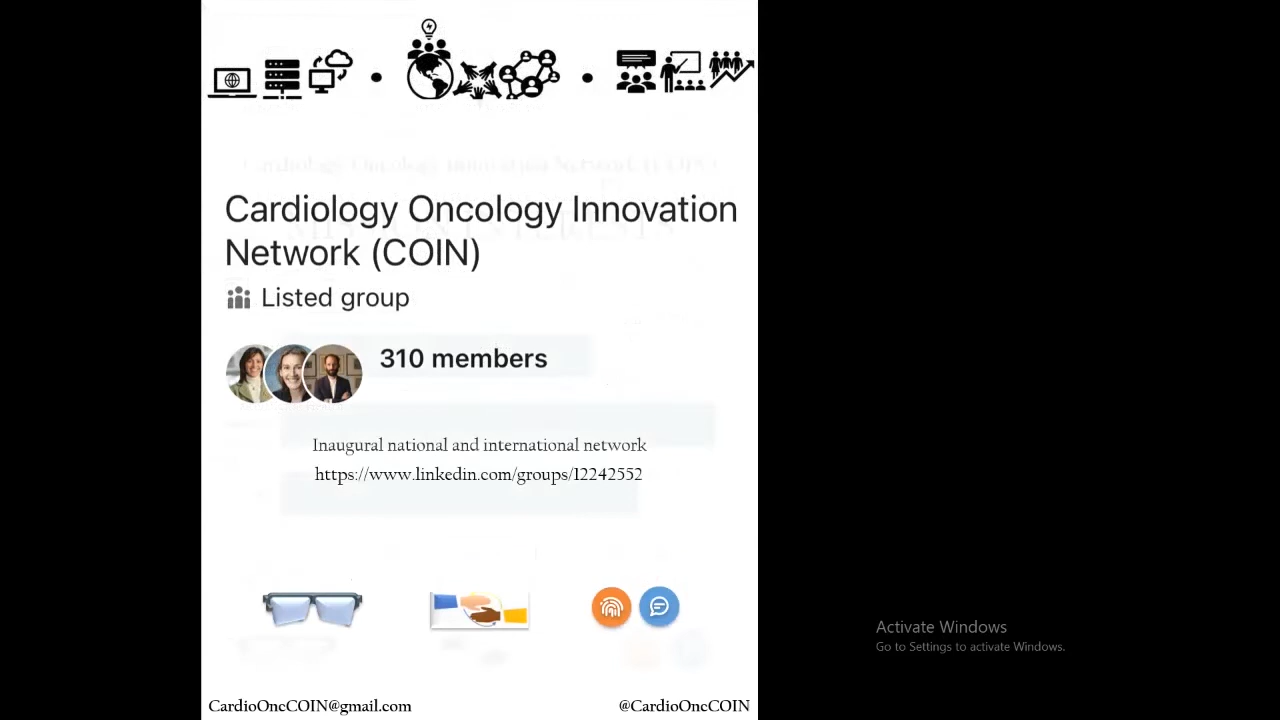 Cardiology Oncology Innovation
Network (COIN)
Listed group
310 members
Inaugural national and international network
https://www.linkedin.com/groups/12242552
CardioOncCOIN@gmail.com
@CardioOncCOIN
Activate Windows
Go to Settings to activate Windows.